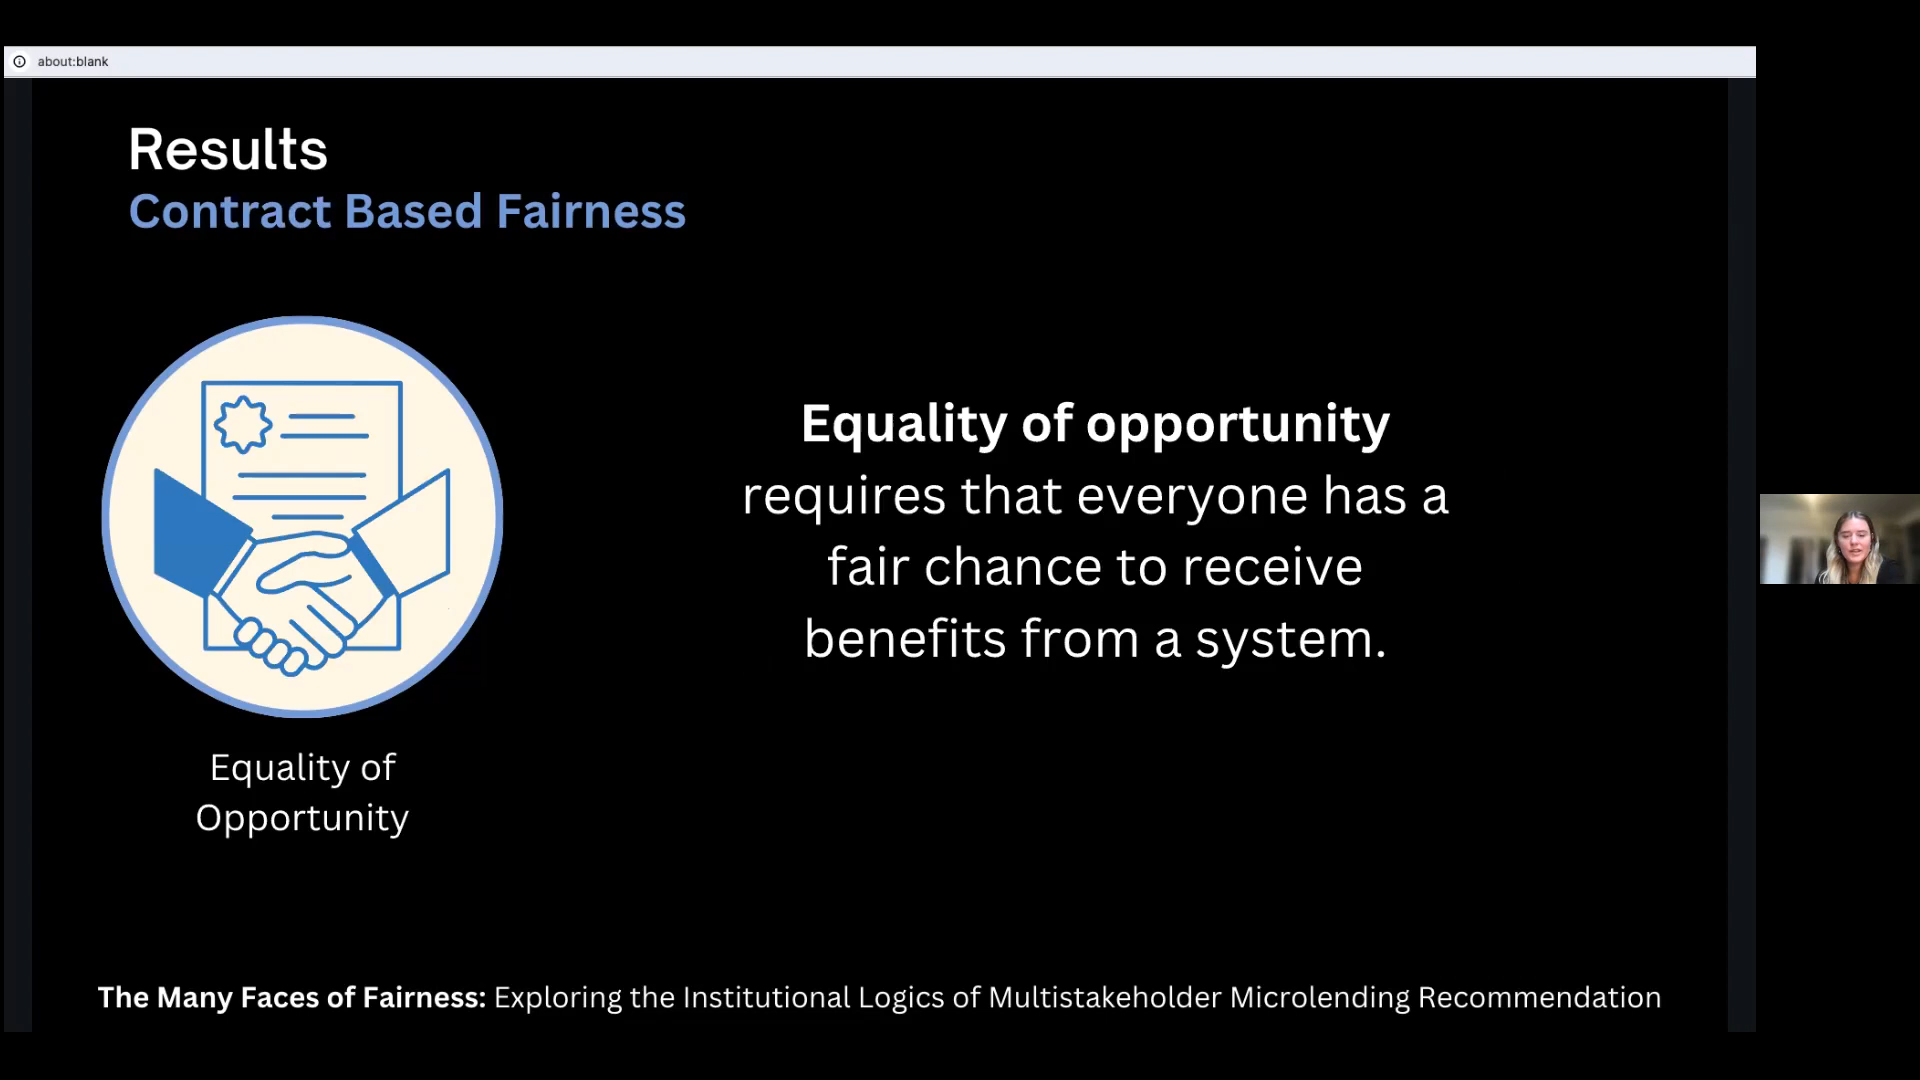 about:blank
Results
Contract Based Fairness
Equality of opportunity
requires that everyone has a
fair chance to receive
benefits from a system.
Equality of
Opportunity
The Many Faces of Fairness: Exploring the Institutional Logics of Multistakeholder Microlending Recommendation